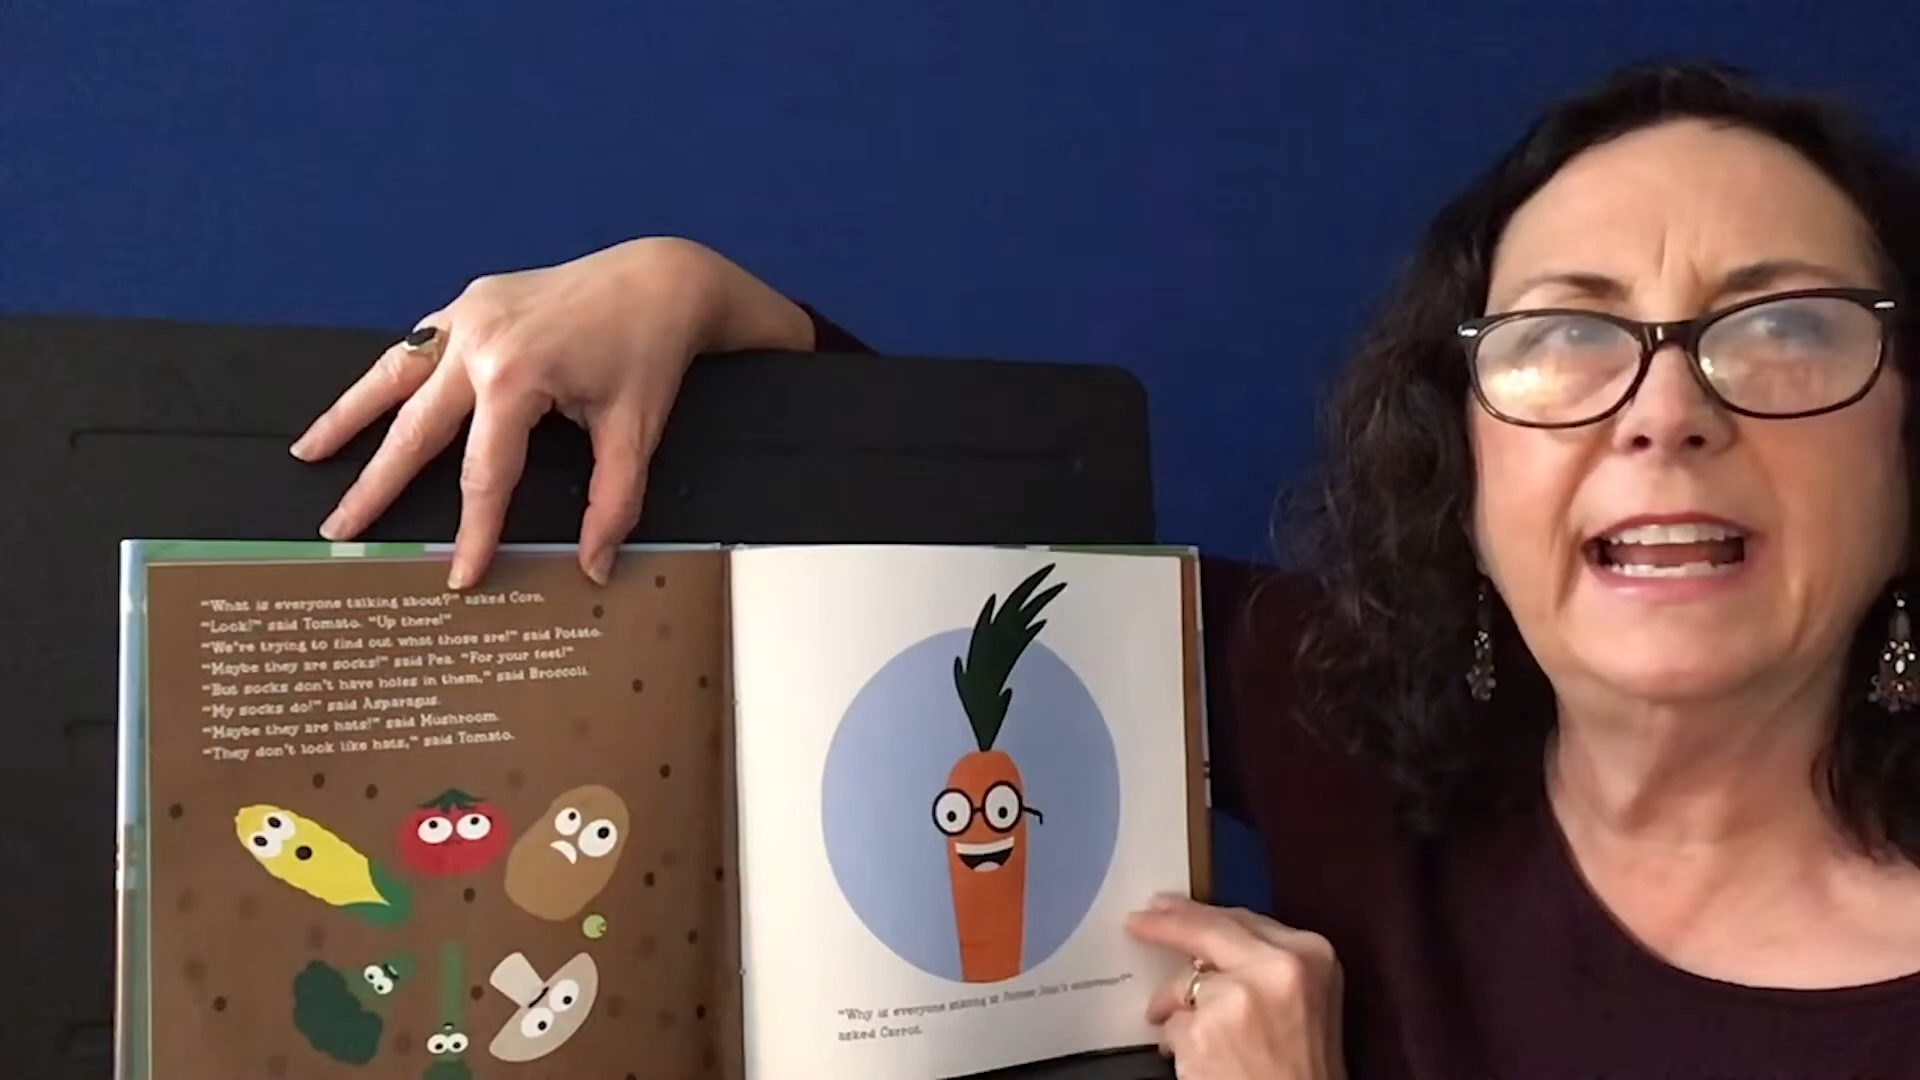 "What is everyone talking about?" asked Corn.
"Look!" said Tomato. "Up there!"
"We're trying to find out what those are!" said Potato.
"Maybe they are socks!" said Pea. "For your feet!"
"But socks don't have holes in them," said Broccoli.
"My socks do!" said Asparagus.
"Maybe they are hats!" said Mushroom.
"They don't look like hats," said Tomato.
"Why is everyone staring at Farmer John's underwear?"
asked Carrot.